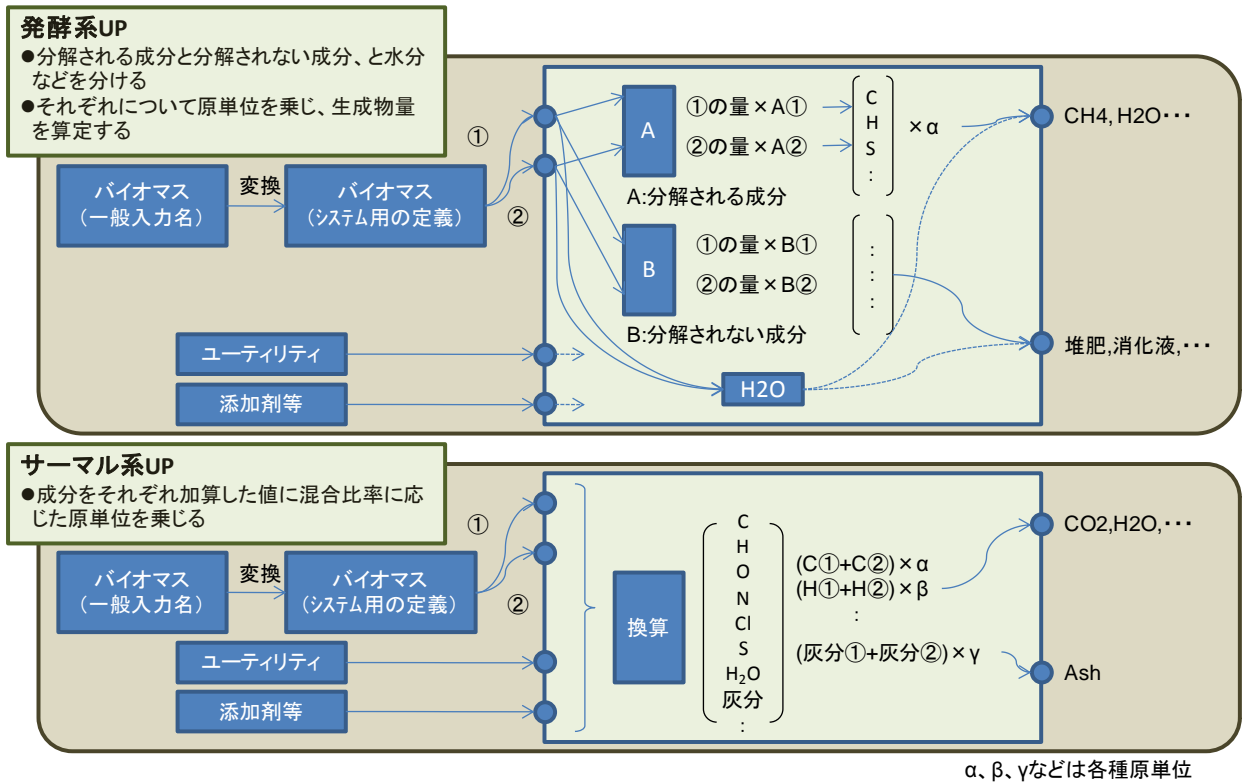 発酵系UP
●分解される成分と分解されない成分、と水分
などを分ける
●それぞれについて原単位を乗じ、生成物量
を算定する
バイオマス
（一般入力名）
変換
バイオマス
（システム用の定義）
①
②
ユーティリティ
添加剤等
A
①の量×A①
②の量×A②
A:分解される成分
C
H
S
:
×α
B
①の量×B①
②の量×B②
B:分解されない成分
:
:
:
H2O
CH4, H2O・・・
堆肥,消化液,・・・
サーマル系UP
●成分をそれぞれ加算した値に混合比率に応
じた原単位を乗じる
バイオマス
（一般入力名）
変換
バイオマス
（システム用の定義）
①
②
ユーティリティ
添加剤等
換算
C
H
O
N
Cl
S
H₂O
灰分
:
(C①+C②)×α
(H①+H②)×β
:
(灰分①+灰分②)×γ
CO2,H2O,・・・
Ash
α、β、γなどは各種原単位